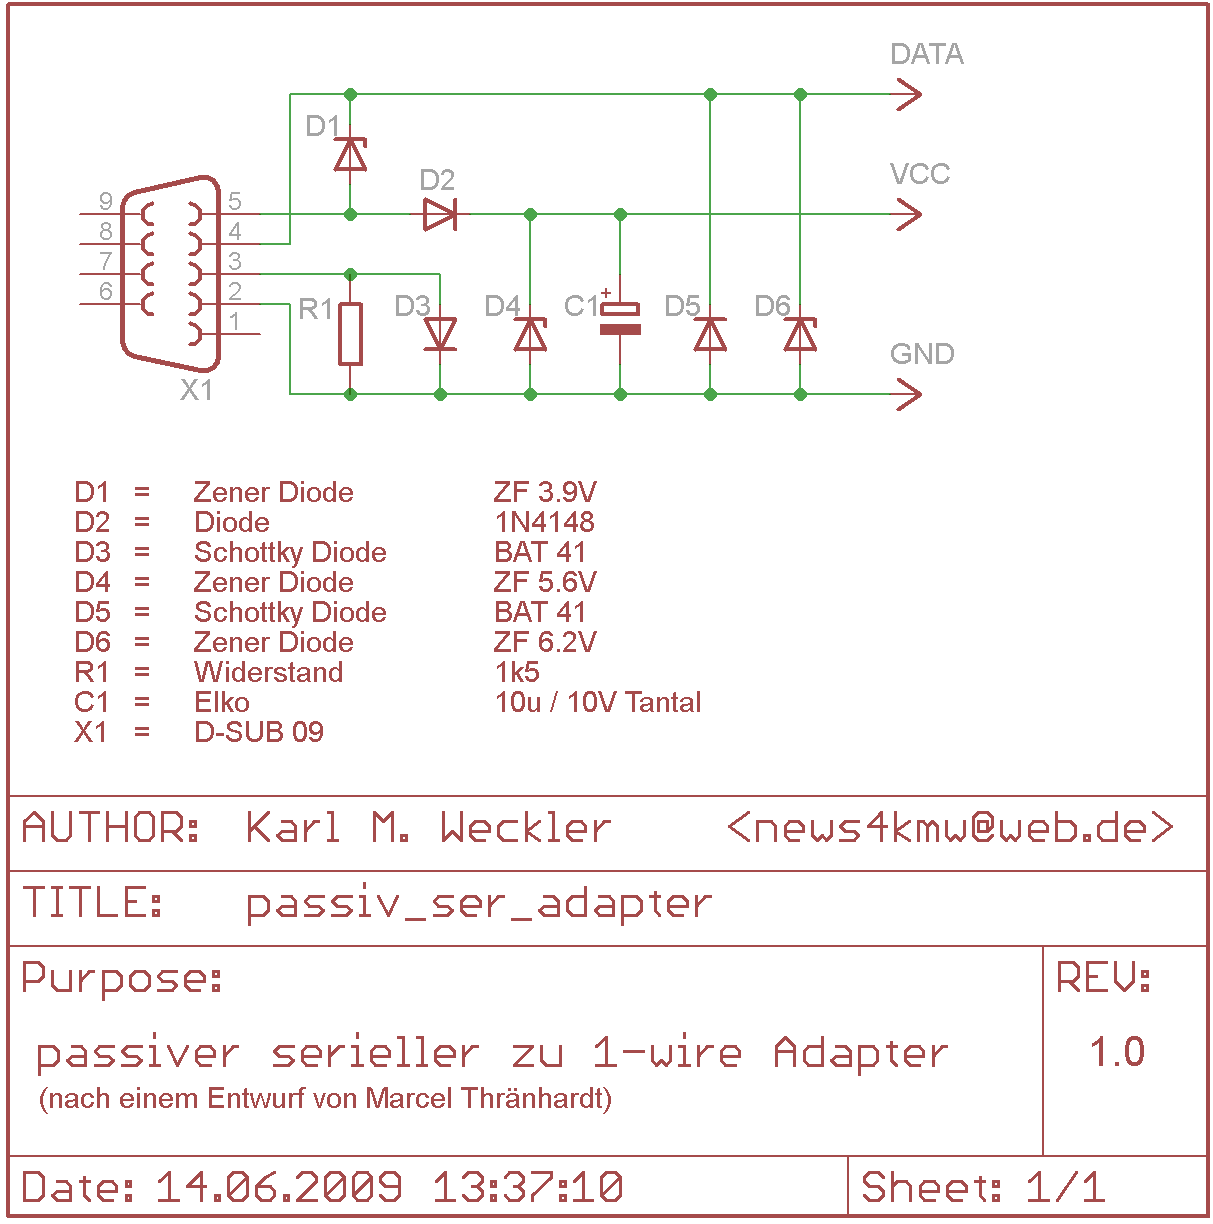 DATA
D1
VCC
D2
9 5
8 4
7 3
6 2
1
R1 D3 D4 C1 + D5 D6
GND
X1
D1 = Zener Diode ZF 3.9V
D2 = Diode 1N4148
D3 = Schottky Diode BAT 41
D4 = Zener Diode ZF 5.6V
D5 = Schottky Diode BAT 41
D6 = Zener Diode ZF 6.2V
R1 = Widerstand 1k5
C1 = Elko 10u / 10V Tantal
X1 = D-SUB 09
AUTHOR: Karl M. Weckler <news4kmw@web.de>
TITLE: passiv_ser_adapter
Purpose:
passiver serieller zu 1-wire Adapter
(nach einem Entwurf von Marcel Thränhardt)
REV:
1.0
Date: 14.06.2009 13:37:10
Sheet: 1/1